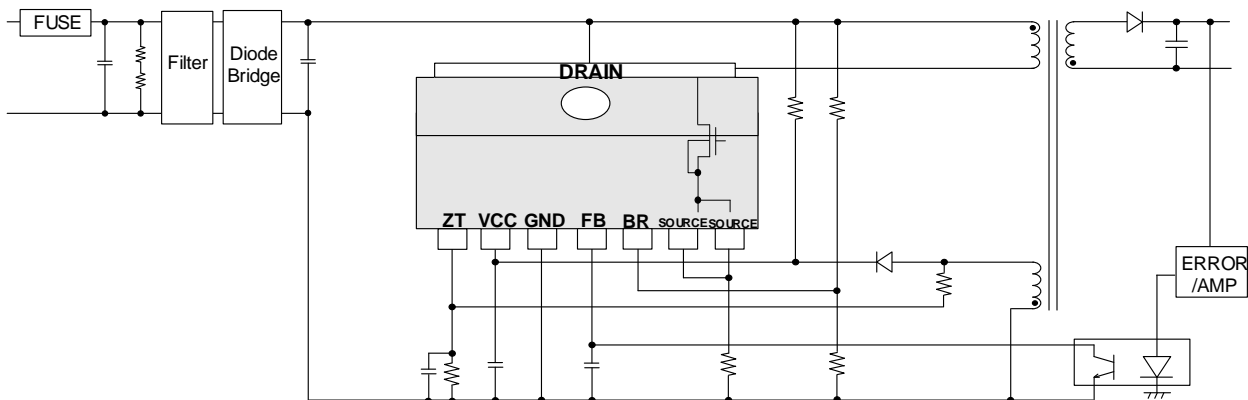 FUSE
Filter
Diode
Bridge
DRAIN
ZT VCC GND FB BR SOURCE SOURCE
ERROR
/AMP